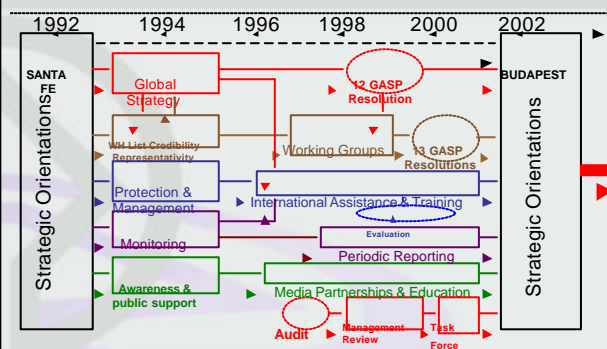 1992 1994 1996 1998 2000 2002
SANTA
FE
Strategic Orientations
Global
Strategy
12 GASP
Resolution
BUDAPEST
Strategic Orientations
WH List Credibility
Representativity
Working Groups
13 GASP
Resolutions
Protection &
Management
International Assistance & Training
Evaluation
Monitoring
Periodic Reporting
Awareness &
public support
Media Partnerships & Education
Audit
Management
Review
Task
Force